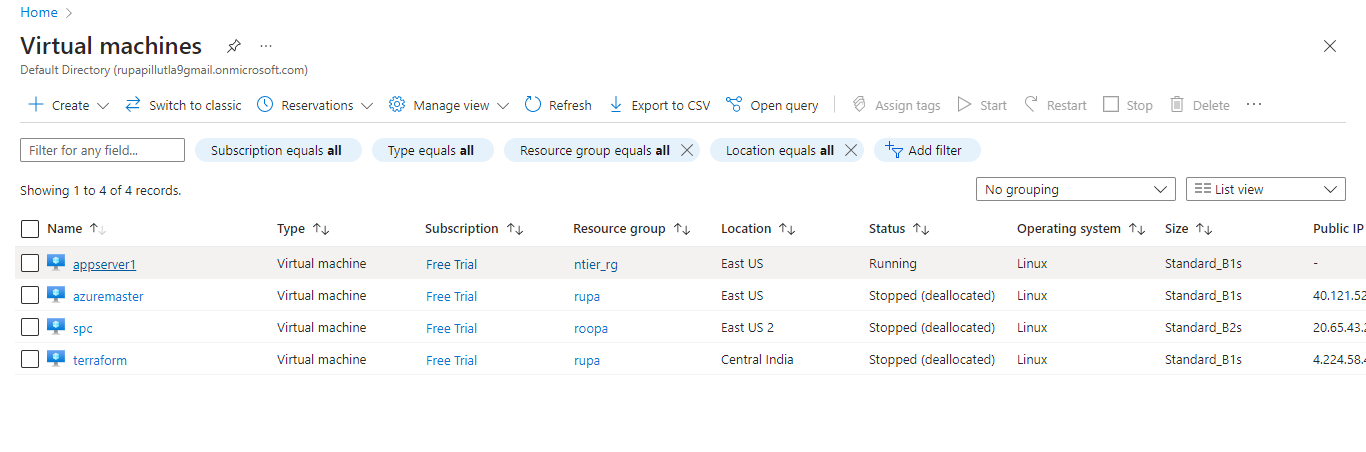 Home
Virtual machines
Default Directory (rupapillutla9gmail.onmicrosoft.com)
Create Switch to classic Reservations Manage view Refresh Export to CSV Open query Assign tags Start Restart Stop Delete
Filter for any field... Subscription equals all Type equals all Resource group equals all Location equals all Add filter
Showing 1 to 4 of 4 records. No grouping List view
Name Type Subscription Resource group Location Status Operating system Size Public IP
appserver1 Virtual machine Free Trial ntier_rg East US Running Linux Standard_B1s -
azuremaster Virtual machine Free Trial rupa East US Stopped (deallocated) Linux Standard_B1s 40.121.52
spc Virtual machine Free Trial roopa East US 2 Stopped (deallocated) Linux Standard_B2s 20.65.43.2
terraform Virtual machine Free Trial rupa Central India Stopped (deallocated) Linux Standard_B1s 4.224.58.4